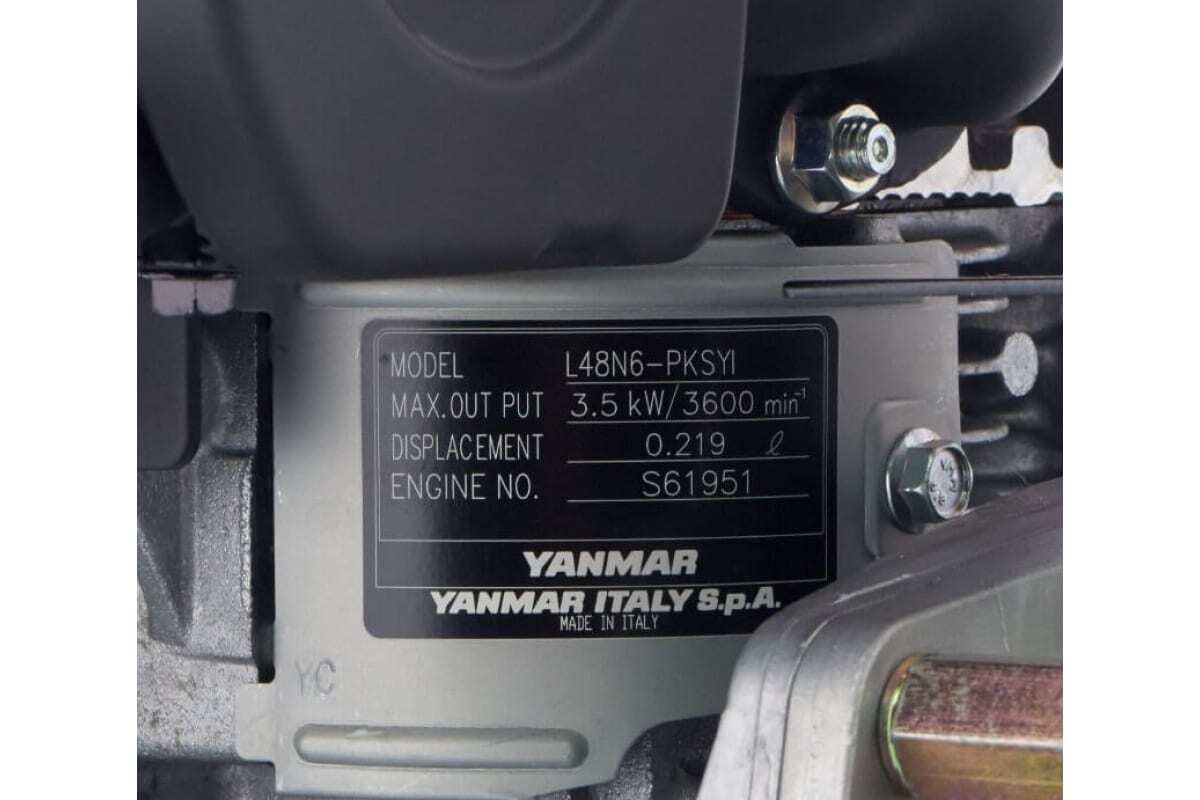 MODEL L48N6-PKSYI
MAX.OUT PUT 3.5 kW/3600 min⁻¹
DISPLACEMENT 0.219 ℓ
ENGINE NO. S61951
YANMAR
YANMAR ITALY S.p.A.
MADE IN ITALY
YC